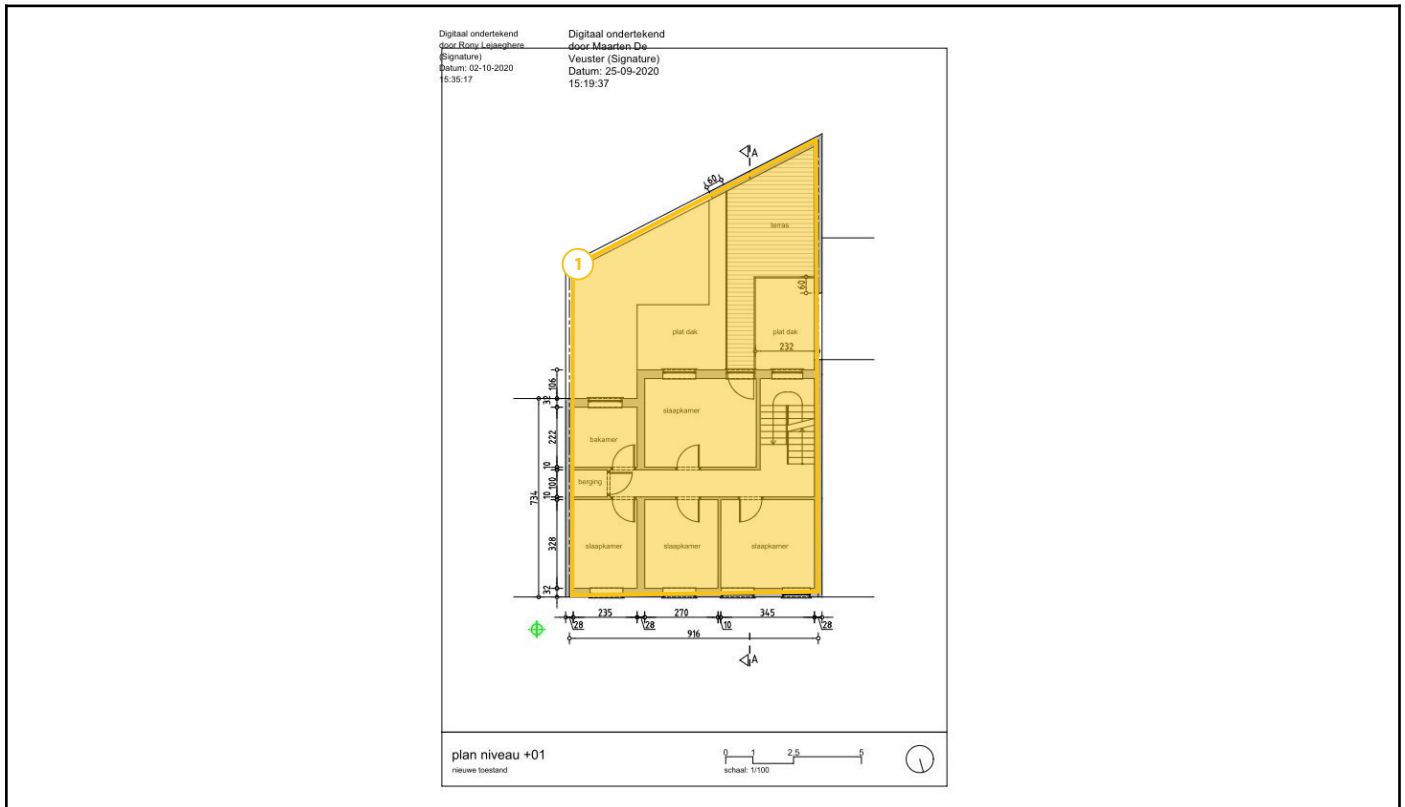 Digitaal ondertekend
door Rony Lejaeghere
(Signature)
Datum: 02-10-2020
15:35:17
Digitaal ondertekend
door Maarten De
Veuster (Signature)
Datum: 25-09-2020
15:19:37
A
60
1
terras
60
plat dak
plat dak
232
106
32
slaapkamer
222
bakamer
10
100
berging
10
734
328
slaapkamer
slaapkamer
slaapkamer
32
235
270
345
28
28
10
28
916
A
plan niveau +01
nieuwe toestand
0 1 2,5 5
schaal: 1/100